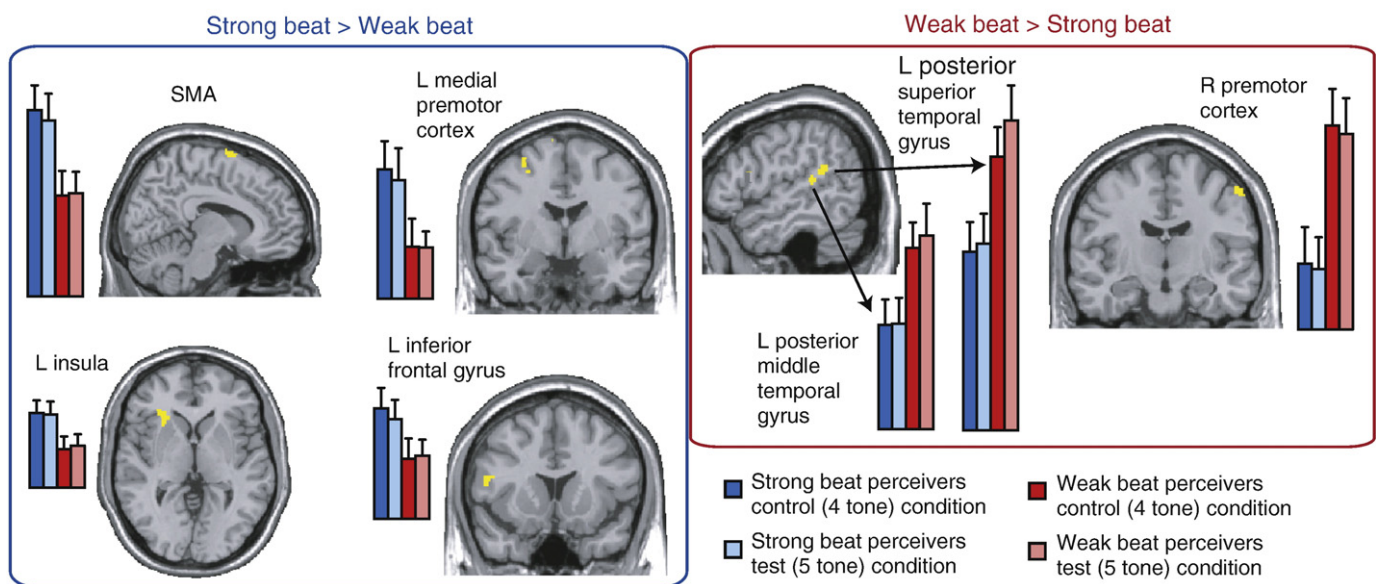 Strong beat > Weak beat
Weak beat > Strong beat
SMA
L medial
premotor
cortex
L insula
L inferior
frontal gyrus
L posterior
superior
temporal
gyrus
R premotor
cortex
L posterior
middle
temporal
gyrus
Strong beat perceivers
control (4 tone) condition
Strong beat perceivers
test (5 tone) condition
Weak beat perceivers
control (4 tone) condition
Weak beat perceivers
test (5 tone) condition